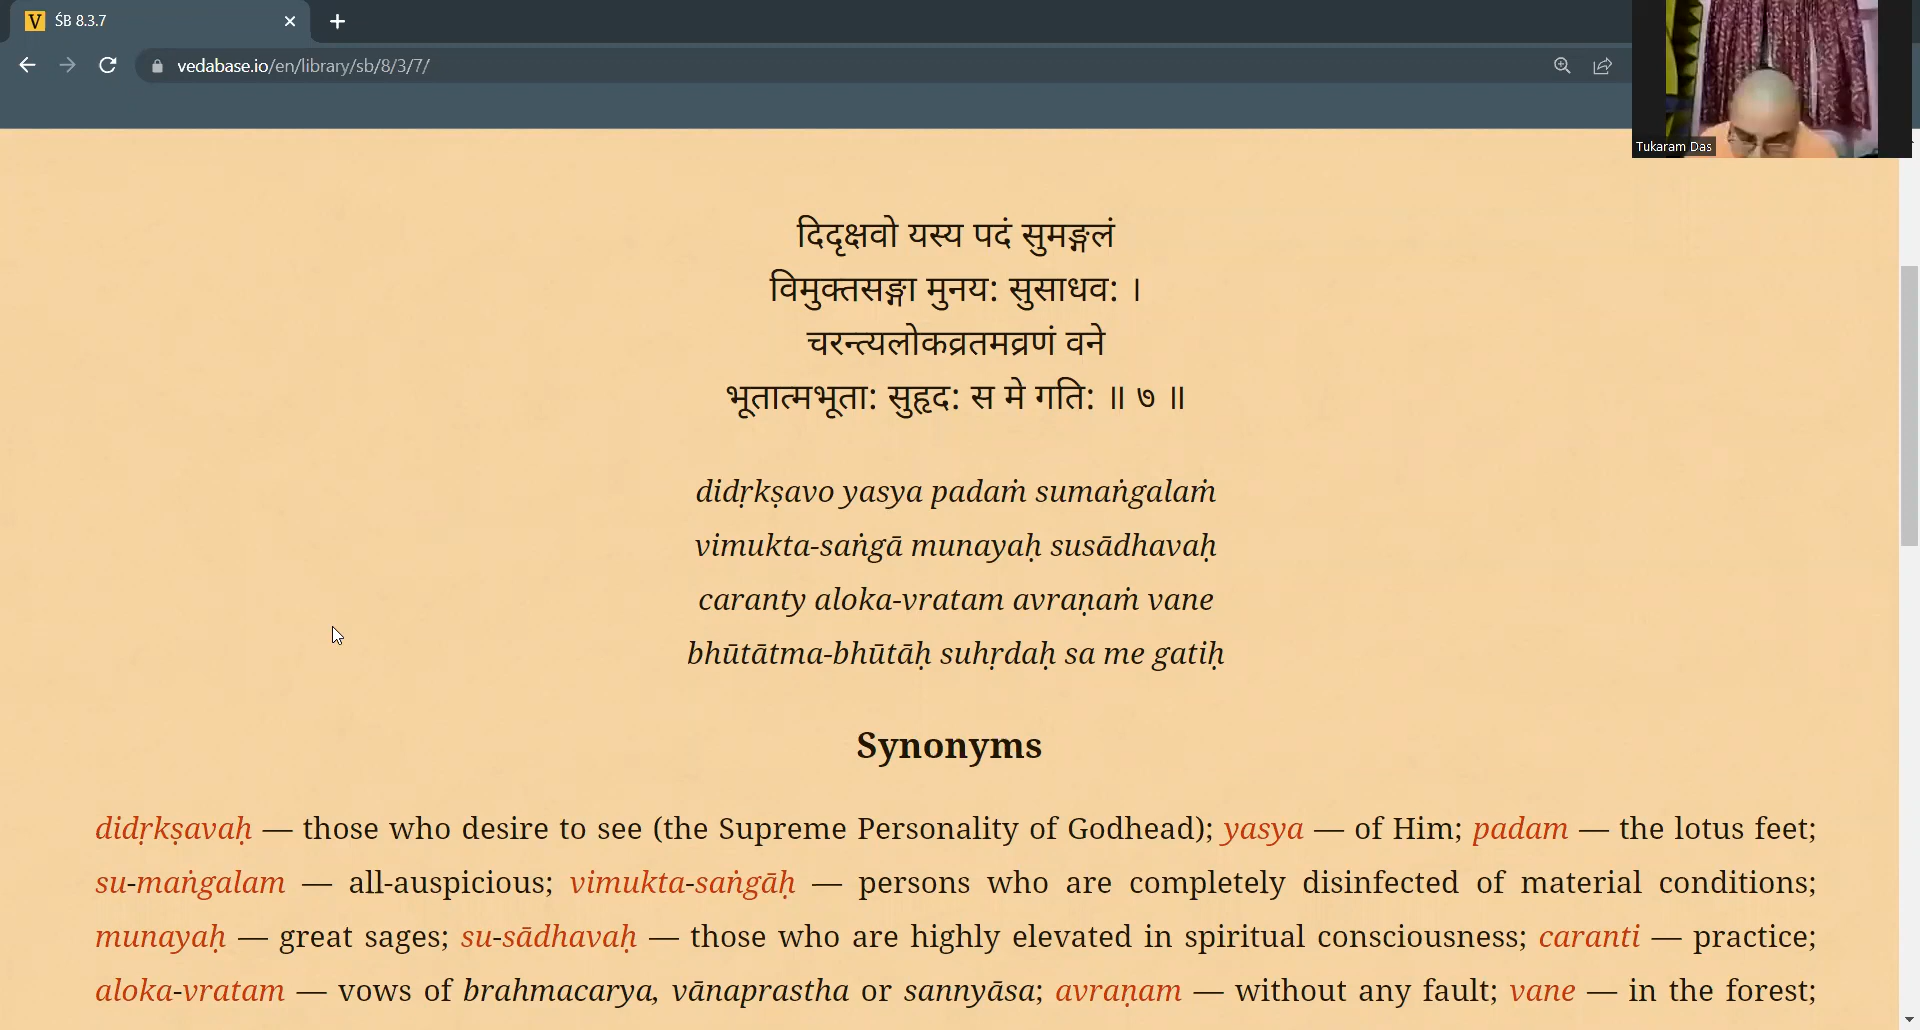 ŚB 8.3.7
vedabase.io/en/library/sb/8/3/7/
Tukaram Das
दिदृक्षवो यस्य पदं सुमङ्गलं
विमुक्तसङ्गा मुनय: सुसाधव: ।
चरन्त्यलोकव्रतमव्रणं वने
भूतात्मभूता: सुहृद: स मे गति: ॥ ७ ॥
didṛkṣavo yasya padaṁ sumaṅgalaṁ
vimukta-saṅgā munayaḥ susādhavaḥ
caranty aloka-vratam avraṇaṁ vane
bhūtātma-bhūtāḥ suhṛdaḥ sa me gatiḥ
Synonyms
didṛkṣavaḥ — those who desire to see (the Supreme Personality of Godhead); yasya — of Him; padam — the lotus feet;
su-maṅgalam — all-auspicious; vimukta-saṅgāḥ — persons who are completely disinfected of material conditions;
munayaḥ — great sages; su-sādhavaḥ — those who are highly elevated in spiritual consciousness; caranti — practice;
aloka-vratam — vows of brahmacarya, vānaprastha or sannyāsa; avraṇam — without any fault; vane — in the forest;